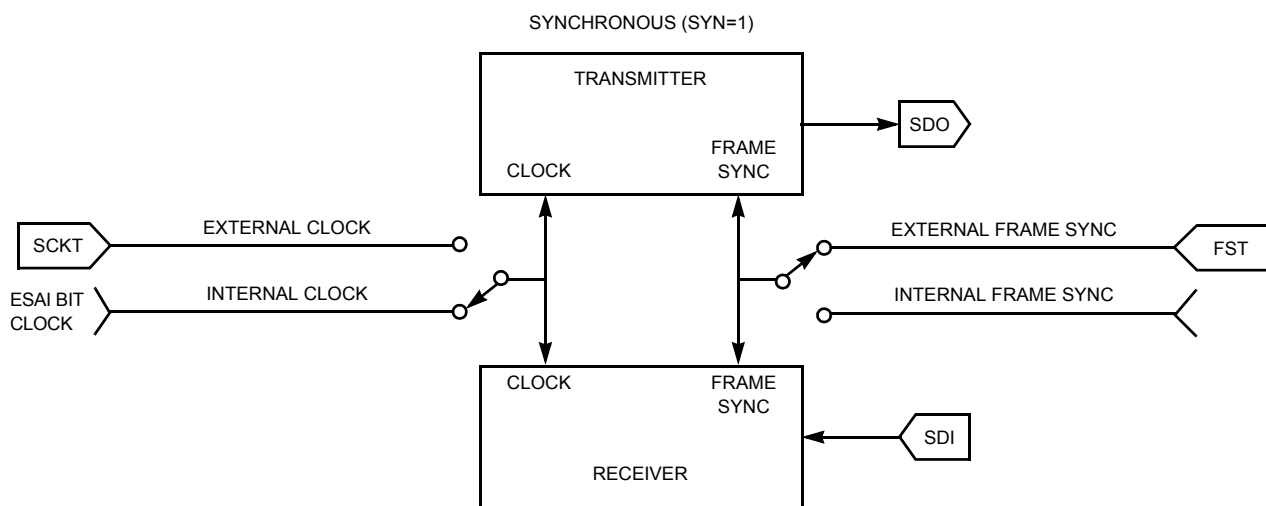 SYNCHRONOUS (SYN=1)
TRANSMITTER
SDO
CLOCK
FRAME
SYNC
SCKT
EXTERNAL CLOCK
EXTERNAL FRAME SYNC
FST
ESAI BIT
CLOCK
INTERNAL CLOCK
INTERNAL FRAME SYNC
CLOCK
FRAME
SYNC
SDI
RECEIVER